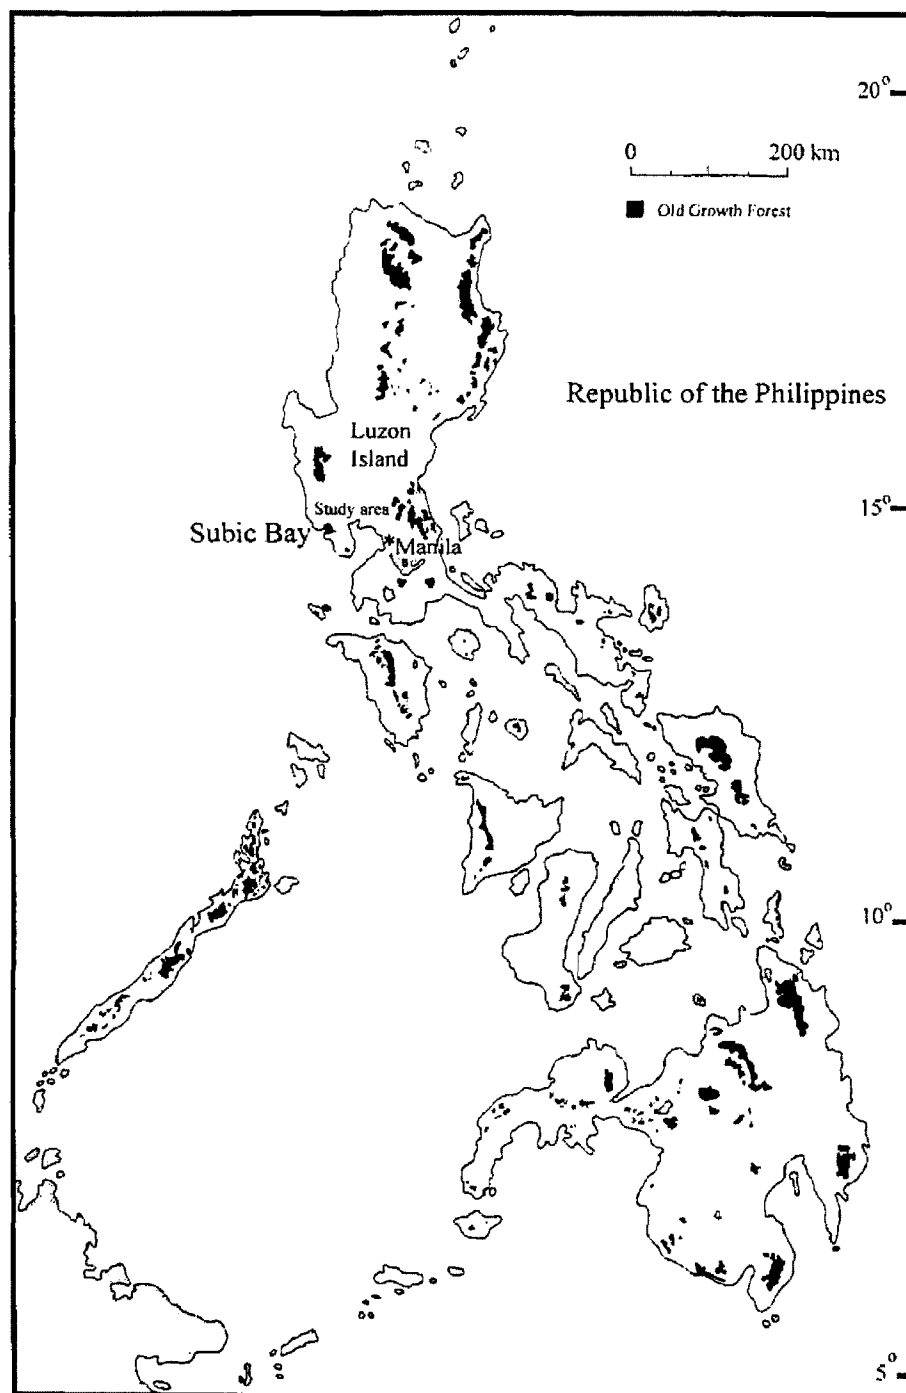 20°
0 200 km
Old Growth Forest
Republic of the Philippines
Luzon
Island
Study area
15°
Subic Bay
Manila
10°
5°